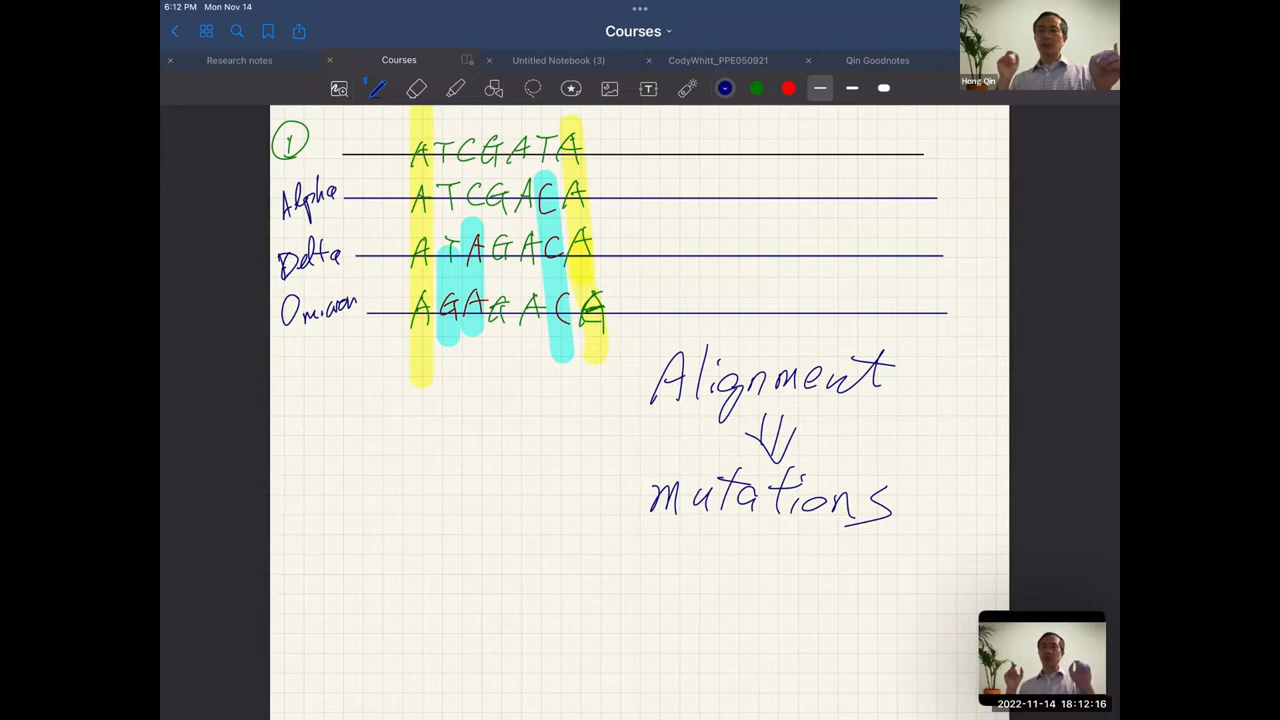 6:12 PM Mon Nov 14
Courses
Research notes
Courses
Untitled Notebook (3)
CodyWhitt_PPE050921
Qin Goodnotes
Hong Qin
1 ATCGATA
Alpha ATCGACA
Delta ATAGACA
Omicron AGAGACA
Alignment
mutations
2022-11-14 18:12:16